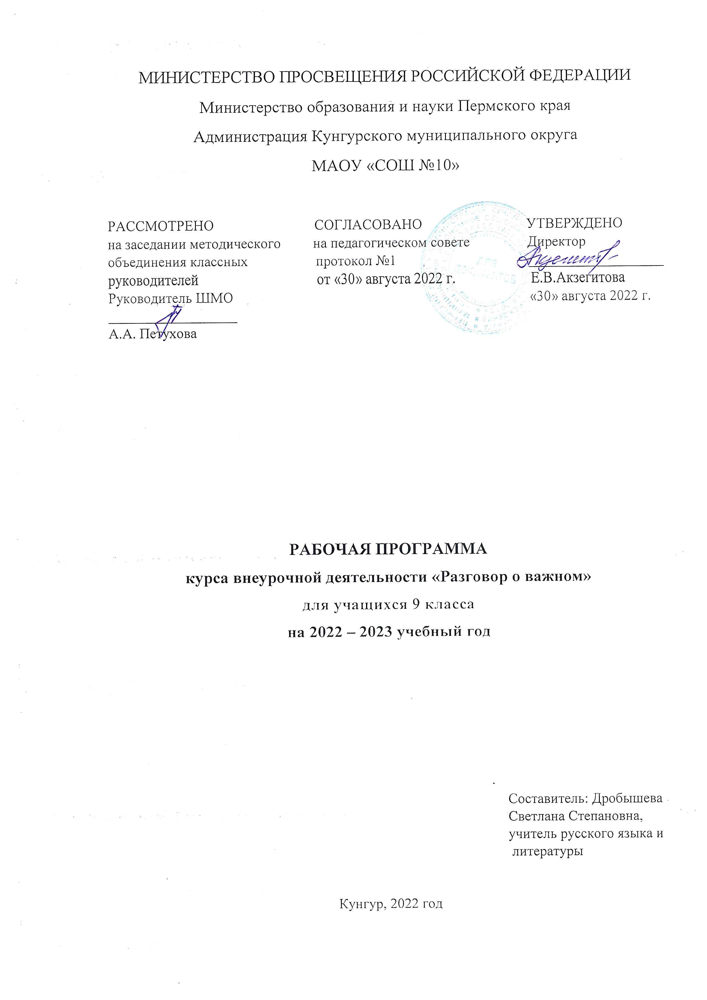 МИНИСТЕРСТВО ПРОСВЕЩЕНИЯ РОССИЙСКОЙ ФЕДЕРАЦИИ
Министерство образования и науки Пермского края
Администрация Кунгурского муниципального округа
МАОУ «СОШ №10»
РАССМОТРЕНО
на заседании методического
объединения классных
руководителей
Руководитель ШМО
А.А. Петухова
СОГЛАСОВАНО
на педагогическом совете
протокол №1
от «30» августа 2022 г.
УТВЕРЖДЕНО
Директор
Е.В.Акзегитова
«30» августа 2022 г.
ДЛЯ
ДОКУМЕНТОВ
РАБОЧАЯ ПРОГРАММА
курса внеурочной деятельности «Разговор о важном»
для учащихся 9 класса
на 2022 – 2023 учебный год
Составитель: Дробышева
Светлана Степановна,
учитель русского языка и
литературы
Кунгур, 2022 год